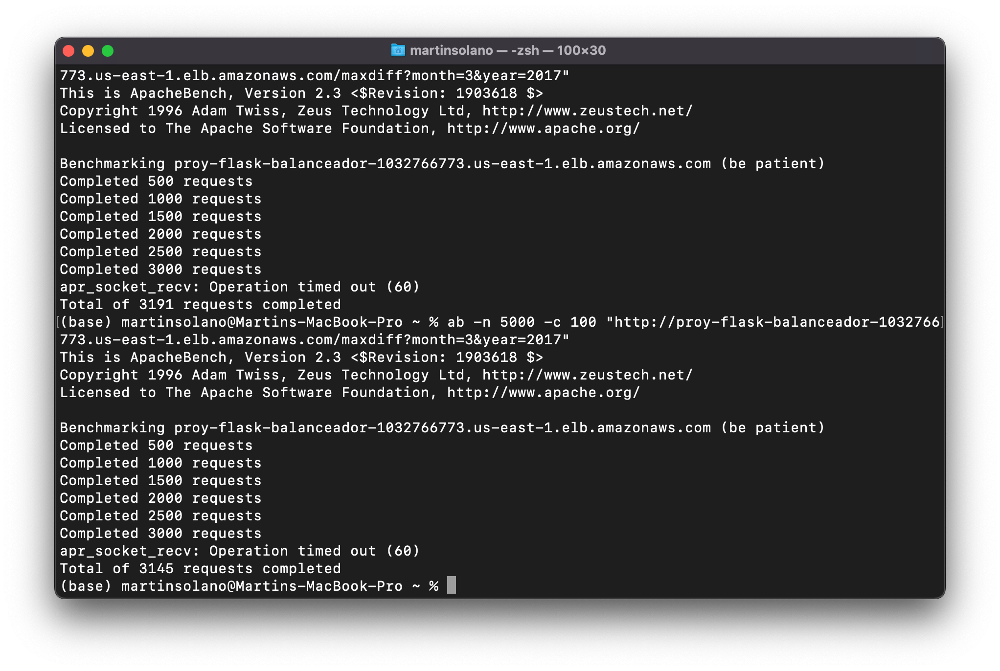 martinsolano — -zsh — 100×30
773.us-east-1.elb.amazonaws.com/maxdiff?month=3&year=2017"
This is ApacheBench, Version 2.3 <$Revision: 1903618 $>
Copyright 1996 Adam Twiss, Zeus Technology Ltd, http://www.zeustech.net/
Licensed to The Apache Software Foundation, http://www.apache.org/

Benchmarking proy-flask-balanceador-1032766773.us-east-1.elb.amazonaws.com (be patient)
Completed 500 requests
Completed 1000 requests
Completed 1500 requests
Completed 2000 requests
Completed 2500 requests
Completed 3000 requests
apr_socket_recv: Operation timed out (60)
Total of 3191 requests completed
[(base) martinsolano@Martins-MacBook-Pro ~ % ab -n 5000 -c 100 "http://proy-flask-balanceador-1032766]
773.us-east-1.elb.amazonaws.com/maxdiff?month=3&year=2017"
This is ApacheBench, Version 2.3 <$Revision: 1903618 $>
Copyright 1996 Adam Twiss, Zeus Technology Ltd, http://www.zeustech.net/
Licensed to The Apache Software Foundation, http://www.apache.org/

Benchmarking proy-flask-balanceador-1032766773.us-east-1.elb.amazonaws.com (be patient)
Completed 500 requests
Completed 1000 requests
Completed 1500 requests
Completed 2000 requests
Completed 2500 requests
Completed 3000 requests
apr_socket_recv: Operation timed out (60)
Total of 3145 requests completed
(base) martinsolano@Martins-MacBook-Pro ~ %